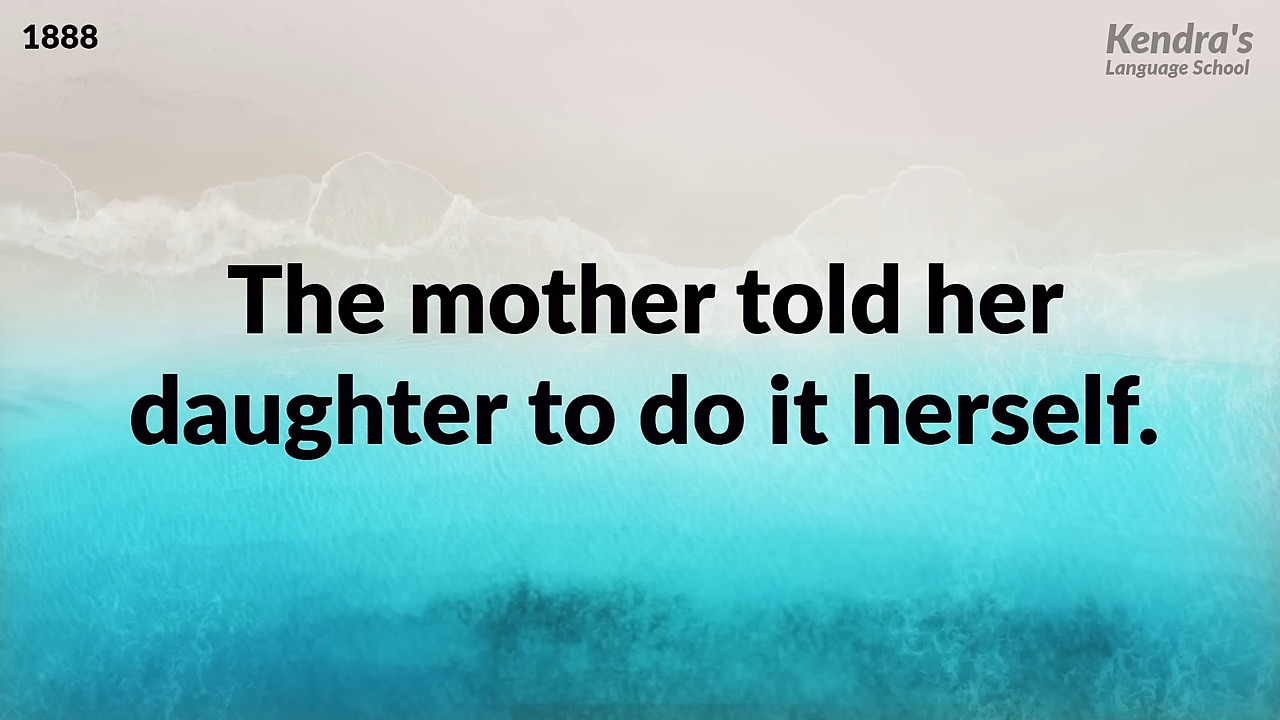 1888
Kendra's
Language School
The mother told her
daughter to do it herself.